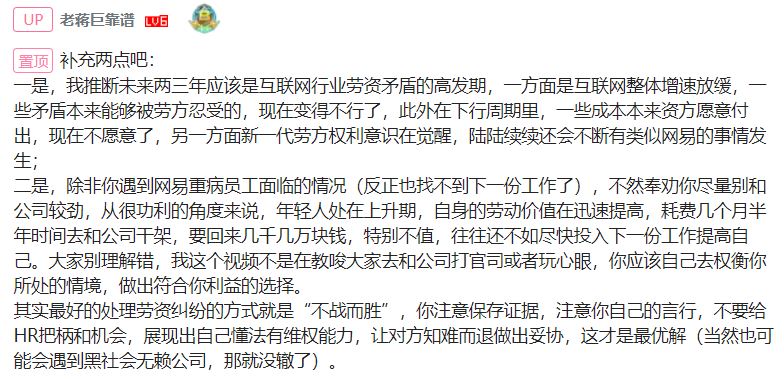 UP 老蒋巨靠谱 LV6
置顶 补充两点吧：
一是，我推断未来两三年应该是互联网行业劳资矛盾的高发期，一方面是互联网整体增速放缓，一
些矛盾本来能够被劳方忍受的，现在变得不行了，此外在下行周期里，一些成本本来资方愿意付
出，现在不愿意了，另一方面新一代劳方权利意识在觉醒，陆陆续续还会不断有类似网易的事情发
生；
二是，除非你遇到网易重病员工面临的情况（反正也找不到下一份工作了），不然奉劝你尽量别和
公司较劲，从很功利的角度来说，年轻人处在上升期，自身的劳动价值在迅速提高，耗费几个月半
年时间去和公司干架，要回来几千几万块钱，特别不值，往往还不如尽快投入下一份工作提高自
己。大家别理解错，我这个视频不是在教唆大家去和公司打官司或者玩心眼，你应该自己去权衡你
所处的情境，做出符合你利益的选择。
其实最好的处理劳资纠纷的方式就是“不战而胜”，你注意保存证据，注意你自己的言行，不要给
HR把柄和机会，展现出自己懂法有维权能力，让对方知难而退做出妥协，这才是最优解（当然也可
能会遇到黑社会无赖公司，那就没辙了）。